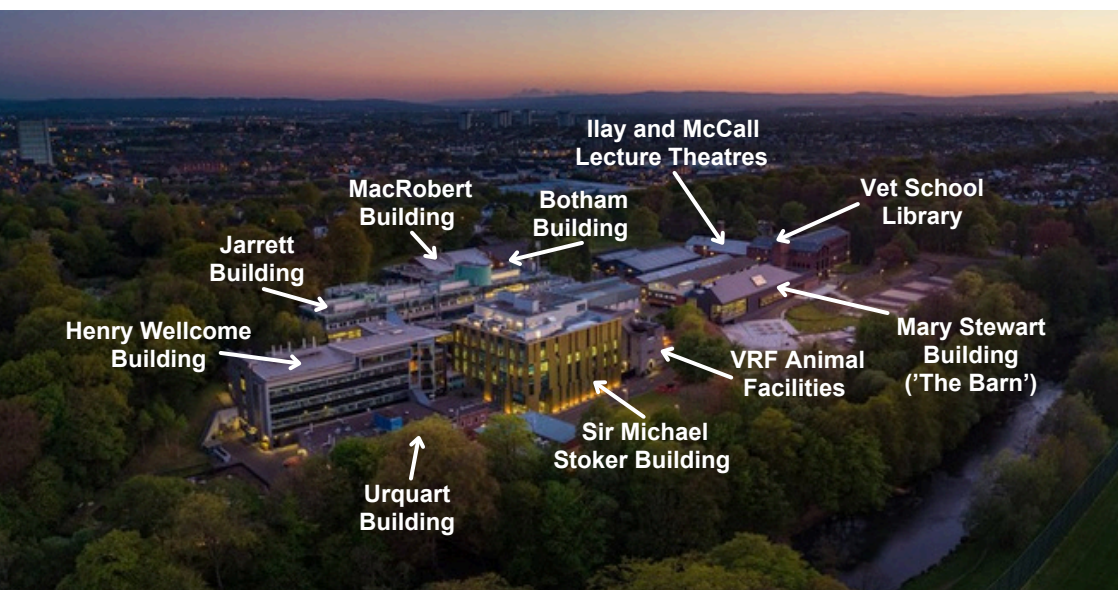 Ilay and McCall
Lecture Theatres
MacRobert
Building
Botham
Building
Vet School
Library
Jarrett
Building
Henry Wellcome
Building
Mary Stewart
Building
('The Barn')
VRF Animal
Facilities
Sir Michael
Stoker Building
Urquart
Building